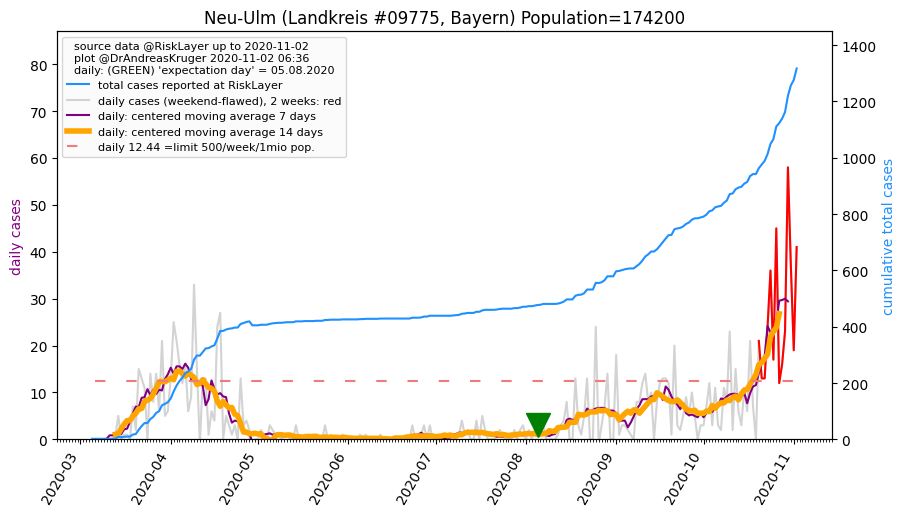 Neu-Ulm (Landkreis #09775, Bayern) Population=174200
source data @RiskLayer up to 2020-11-02
plot @DrAndreasKruger 2020-11-02 06:36
daily: (GREEN) 'expectation day' = 05.08.2020
total cases reported at RiskLayer
daily cases (weekend-flawed), 2 weeks: red
daily: centered moving average 7 days
daily: centered moving average 14 days
daily 12.44 =limit 500/week/1mio pop.
daily cases
80
70
60
50
40
30
20
10
0
cumulative total cases
1400
1200
1000
800
600
400
200
0
2020-03
2020-04
2020-05
2020-06
2020-07
2020-08
2020-09
2020-10
2020-11